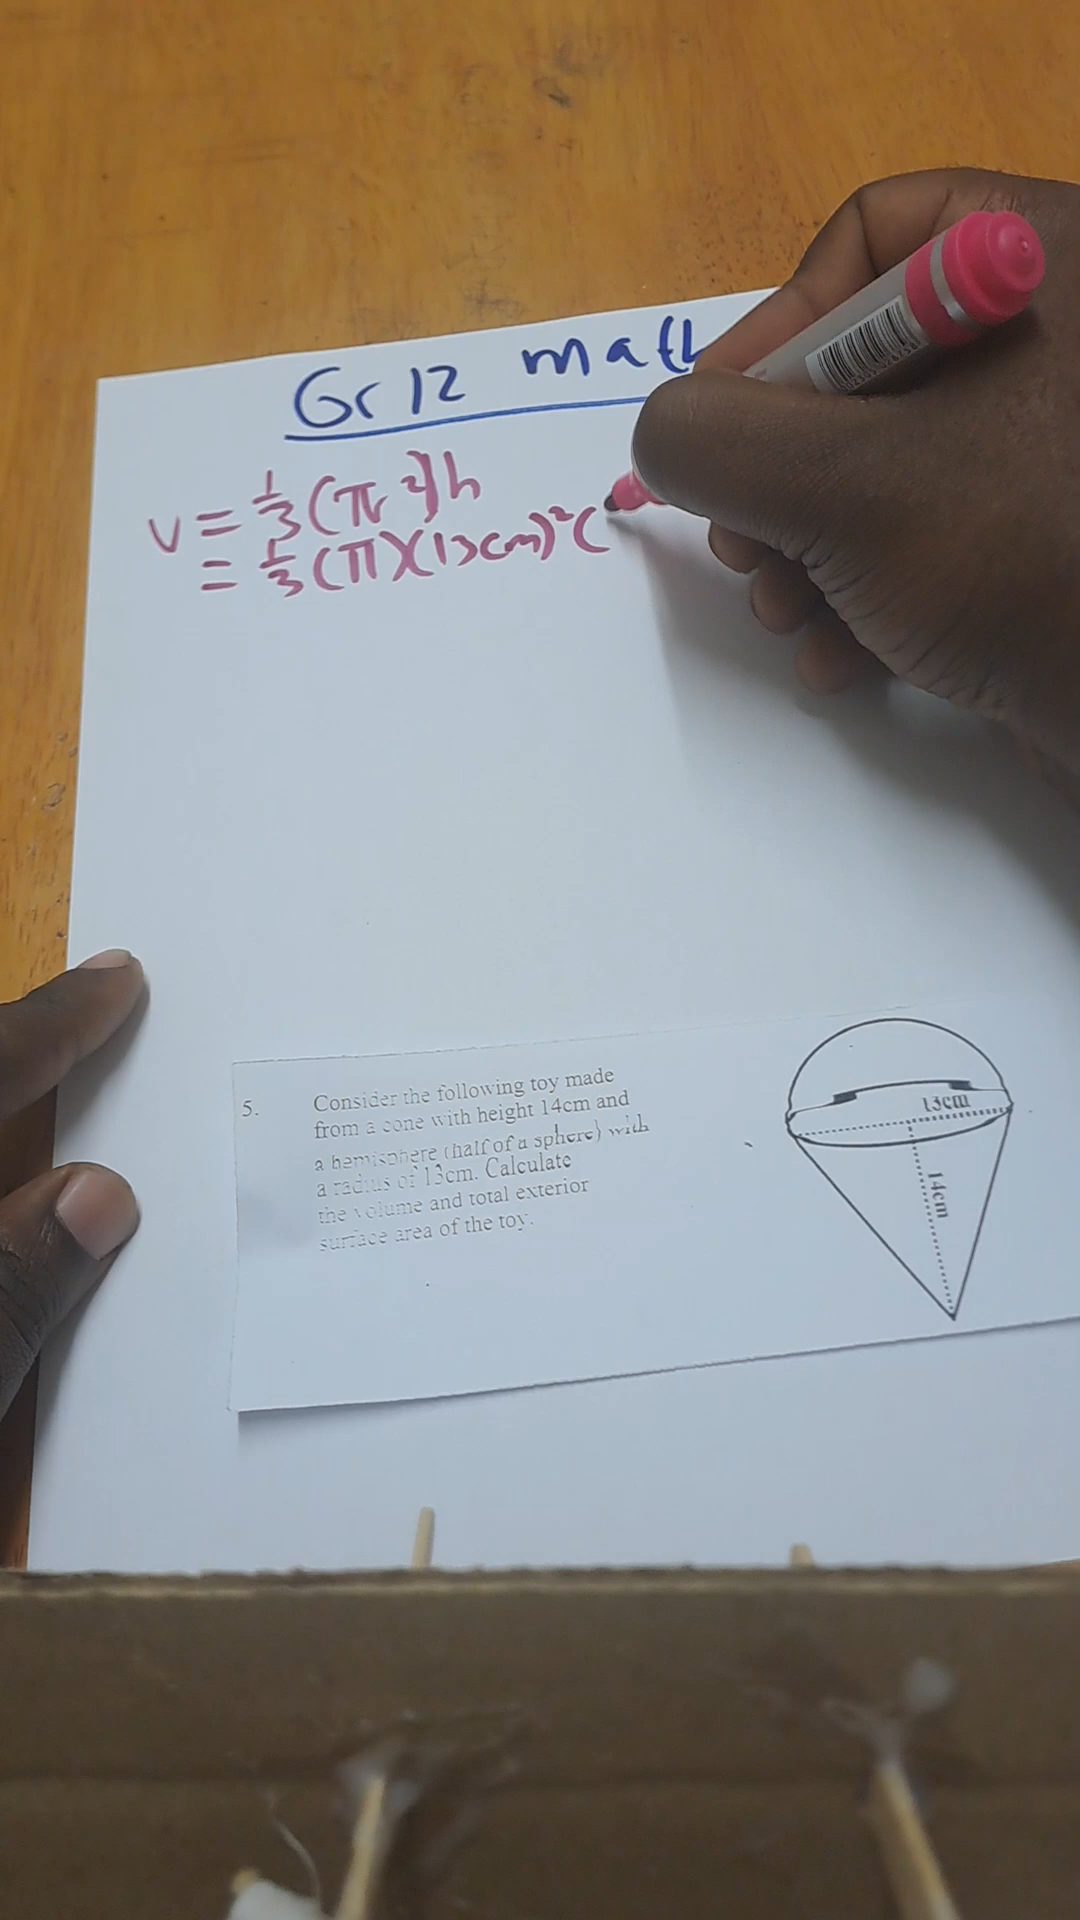 Gr 12 math
V = 1/3 (πr²)h
= 1/3 (π)(13cm)²(
5. Consider the following toy made
from a cone with height 14cm and
a hemisphere (half of a sphere) with
a radius of 13cm. Calculate
the volume and total exterior
surface area of the toy.
13cm
14cm